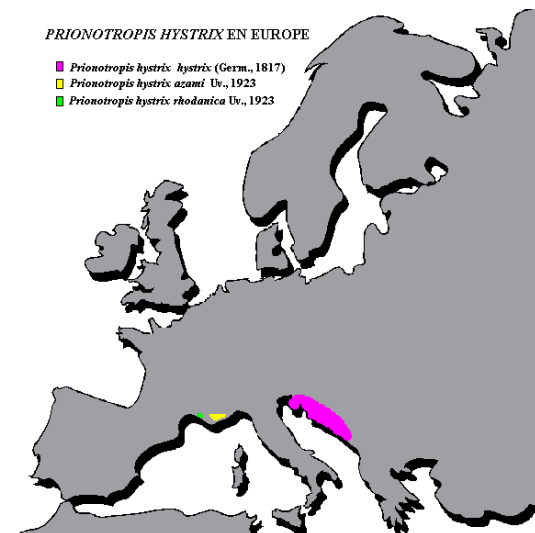 PRIONOTROPIS HYSTRIX EN EUROPE
Prionotropis hystrix hystrix (Germ., 1817)
Prionotropis hystrix azami Uv., 1923
Prionotropis hystrix rhodanica Uv., 1923